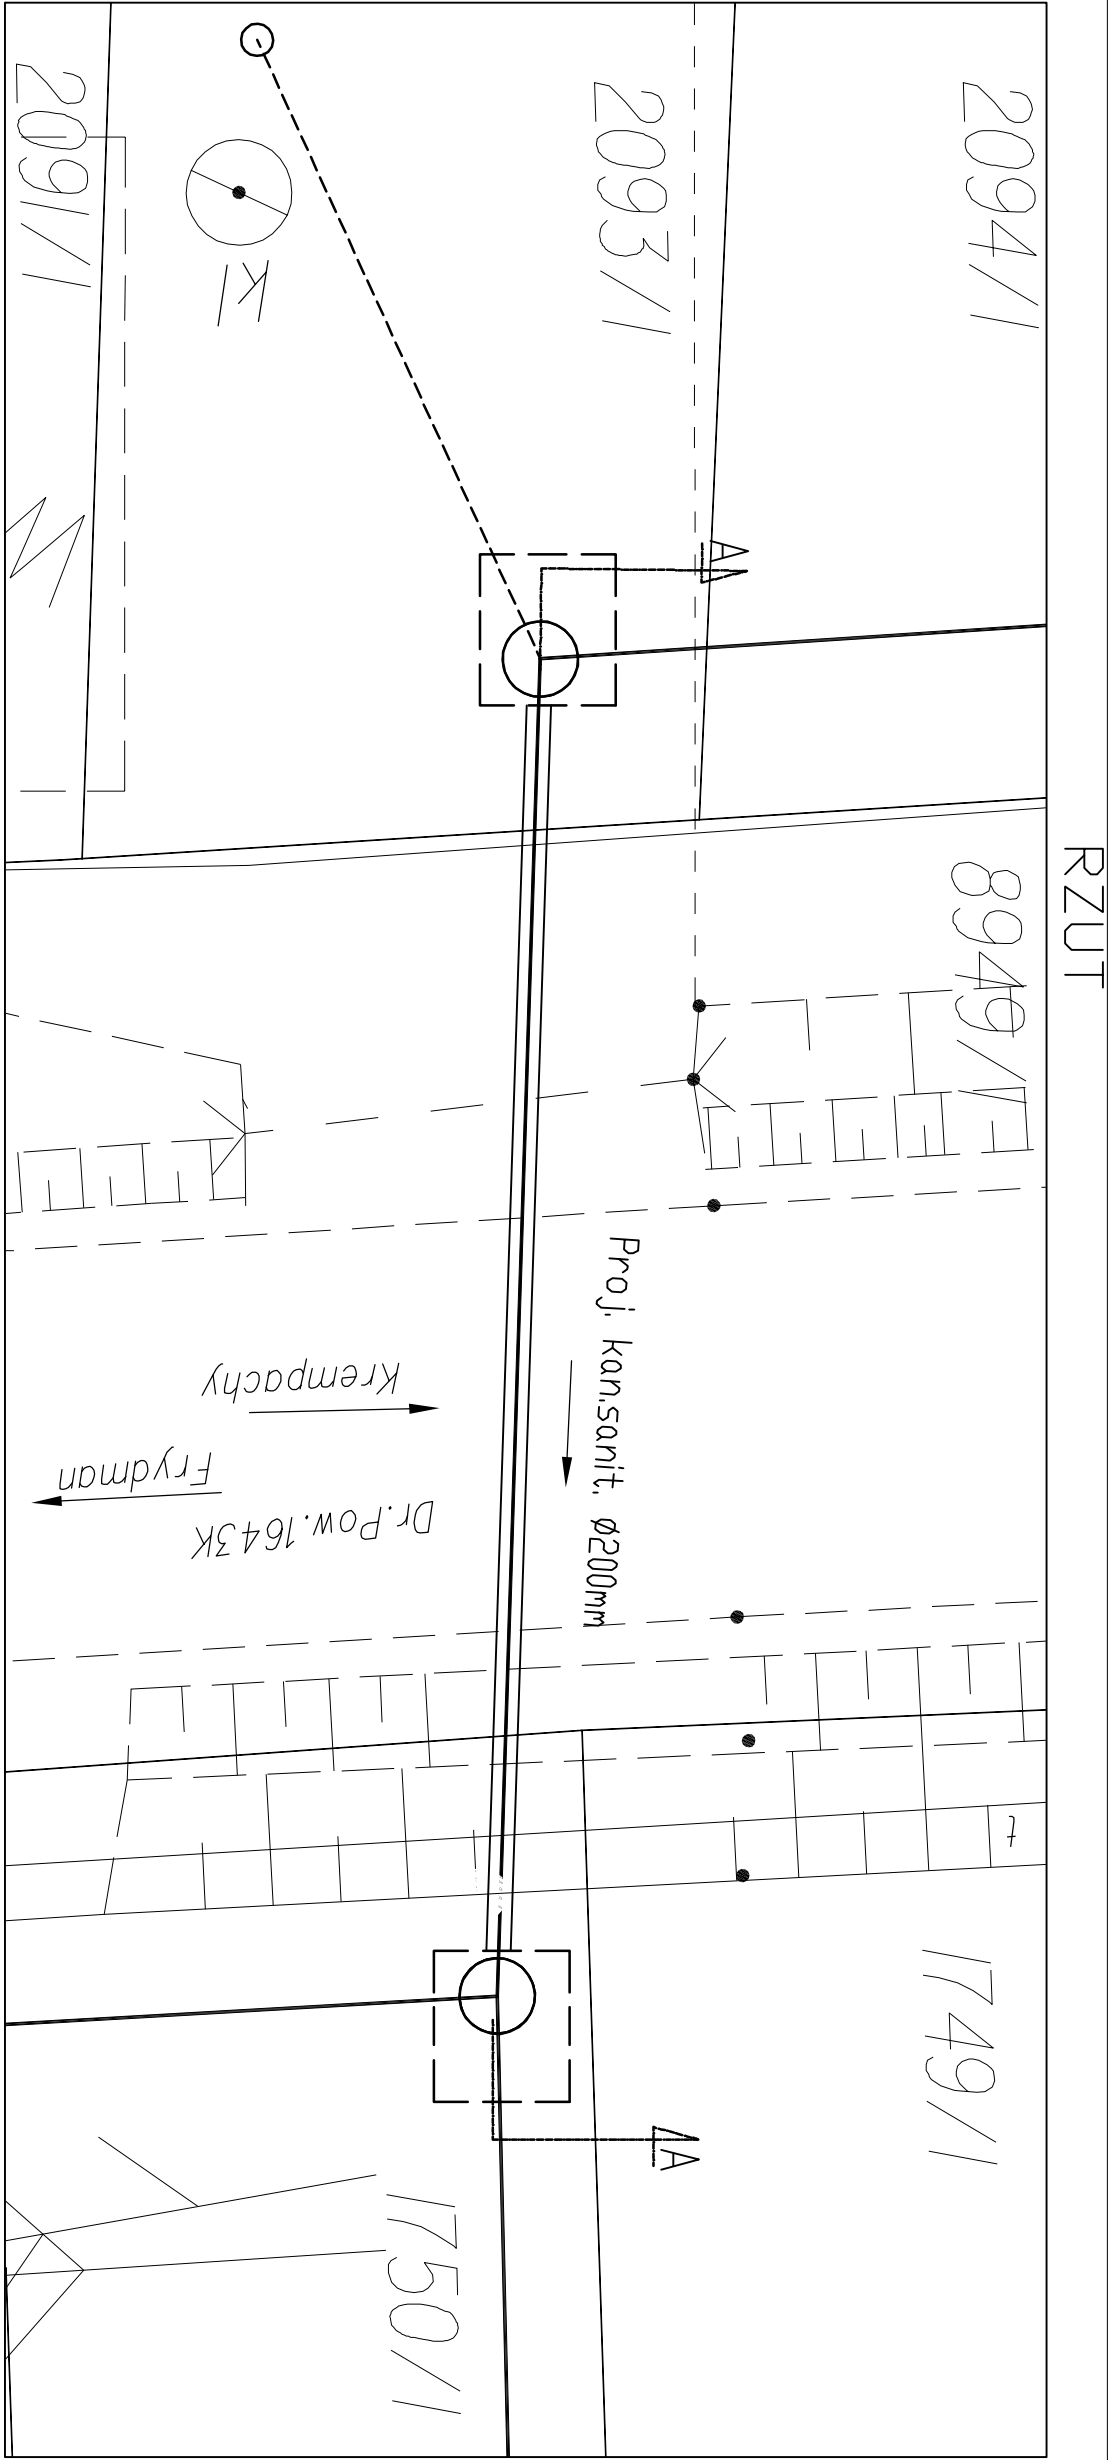 RZUT
2094/1
2093/1
2091/1
K1
A
8949/1
Proj. kan.sanit. Ø200mm
Krempachy
Frydman
Dr.Pow.1643K
t
1749/1
A
1750/1